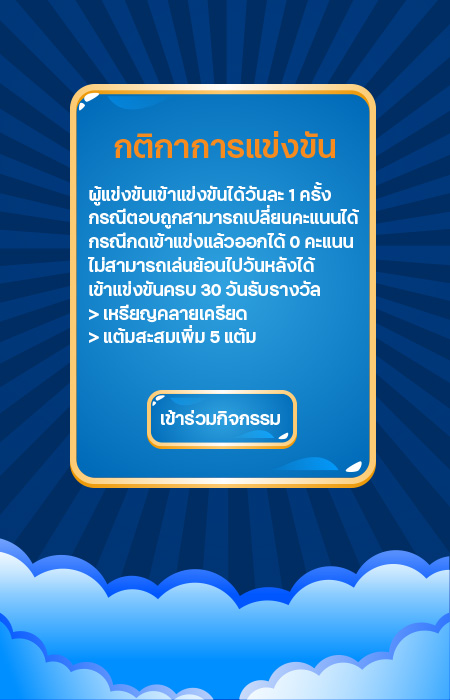 กติกาการแข่งขัน
ผู้แข่งขันเข้าแข่งขันได้วันละ 1 ครั้ง
กรณีตอบถูกสามารถเปลี่ยนคะแนนได้
กรณีกดเข้าแข่งแล้วออกได้ 0 คะแนน
ไม่สามารถเล่นย้อนไปวันหลังได้
เข้าแข่งขันครบ 30 วันรับรางวัล
> เหรียญคลายเครียด
> แต้มสะสมเพิ่ม 5 แต้ม
เข้าร่วมกิจกรรม